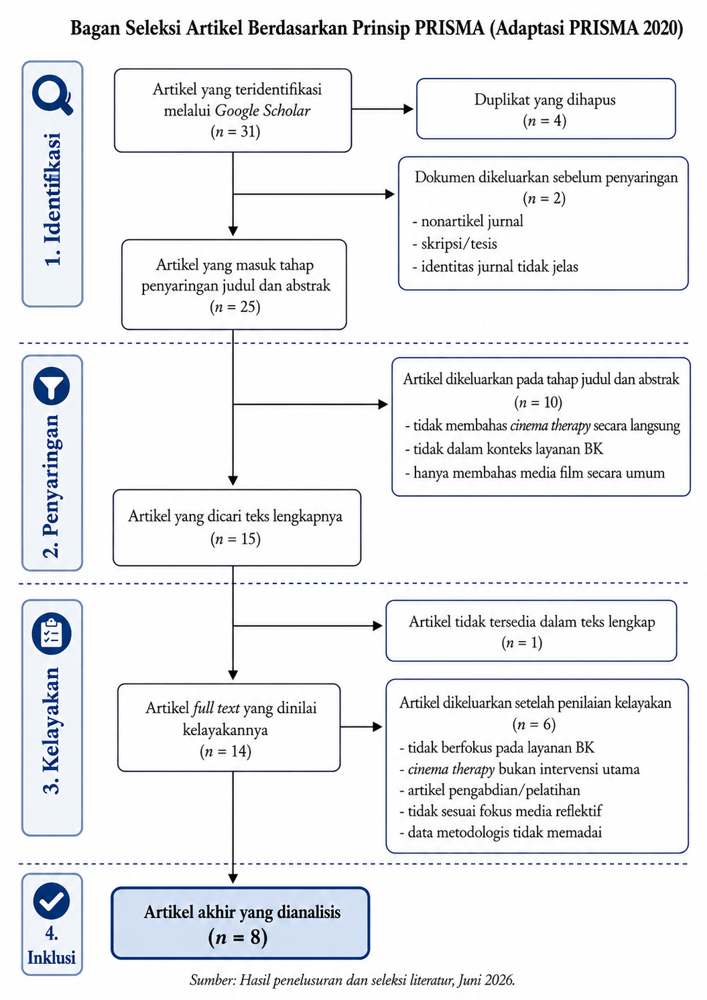 Bagan Seleksi Artikel Berdasarkan Prinsip PRISMA (Adaptasi PRISMA 2020)
1. Identifikasi
Artikel yang teridentifikasi
melalui Google Scholar
(n = 31)
Duplikat yang dihapus
(n = 4)
Dokumen dikeluarkan sebelum penyaringan
(n = 2)
- nonartikel jurnal
- skripsi/tesis
- identitas jurnal tidak jelas
Artikel yang masuk tahap
penyaringan judul dan abstrak
(n = 25)
2. Penyaringan
Artikel dikeluarkan pada tahap judul dan abstrak
(n = 10)
- tidak membahas cinema therapy secara langsung
- tidak dalam konteks layanan BK
- hanya membahas media film secara umum
Artikel yang dicari teks lengkapnya
(n = 15)
3. Kelayakan
Artikel tidak tersedia dalam teks lengkap
(n = 1)
Artikel full text yang dinilai
kelayakannya
(n = 14)
Artikel dikeluarkan setelah penilaian kelayakan
(n = 6)
- tidak berfokus pada layanan BK
- cinema therapy bukan intervensi utama
- artikel pengabdian/pelatihan
- tidak sesuai fokus media reflektif
- data metodologis tidak memadai
4.
Inklusi
Artikel akhir yang dianalisis
(n = 8)
Sumber: Hasil penelusuran dan seleksi literatur, Juni 2026.